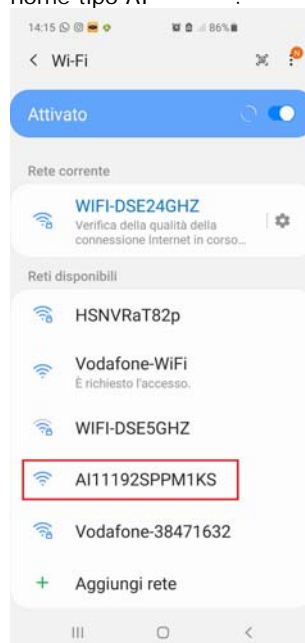 14:15
86%
Wi-Fi
Attivato
Rete corrente
WIFI-DSE24GHZ
Verifica della qualità della
connessione Internet in corso...
Reti disponibili
HSNVRaT82p
Vodafone-WiFi
È richiesto l'accesso.
WIFI-DSE5GHZ
AI11192SPPM1KS
Vodafone-38471632
+ Aggiungi rete